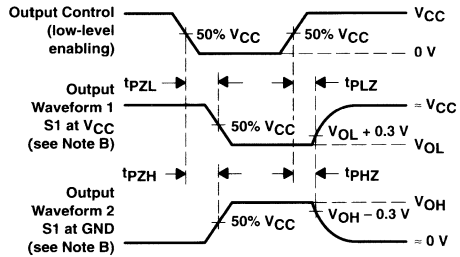 Output Control
(low-level
enabling)
50% VCC
50% VCC
VCC
0 V
tPZL
tPLZ
Output
Waveform 1
S1 at VCC
(see Note B)
50% VCC
≈ VCC
VOL + 0.3 V
VOL
tPZH
tPHZ
Output
Waveform 2
S1 at GND
(see Note B)
50% VCC
VOH
VOH − 0.3 V
≈ 0 V